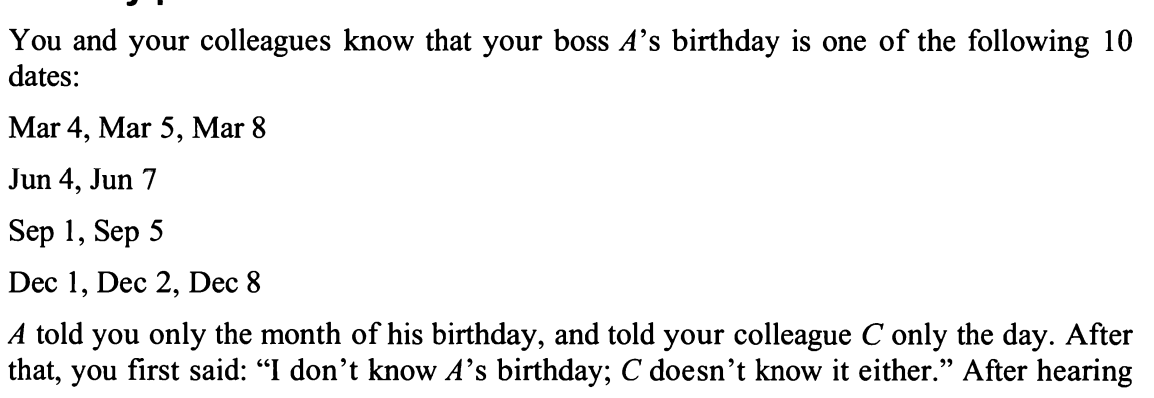 You and your colleagues know that your boss A's birthday is one of the following 10
dates:
Mar 4, Mar 5, Mar 8
Jun 4, Jun 7
Sep 1, Sep 5
Dec 1, Dec 2, Dec 8
A told you only the month of his birthday, and told your colleague C only the day. After
that, you first said: “I don’t know A’s birthday; C doesn’t know it either.” After hearing